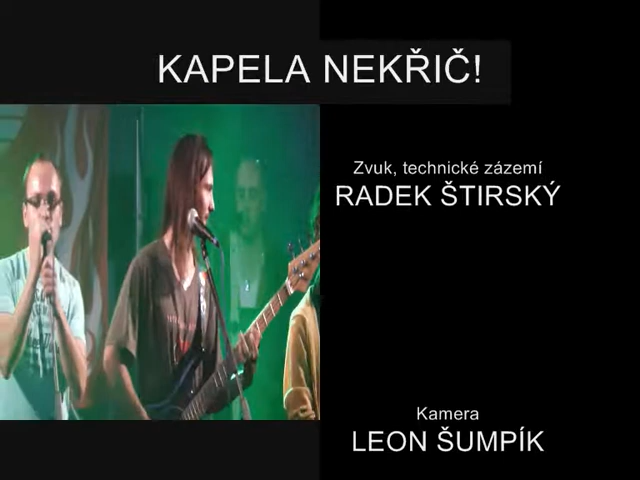 KAPELA NEKŘIČ!
Zvuk, technické zázemí
RADEK ŠTIRSKÝ
Kamera
LEON ŠUMPÍK